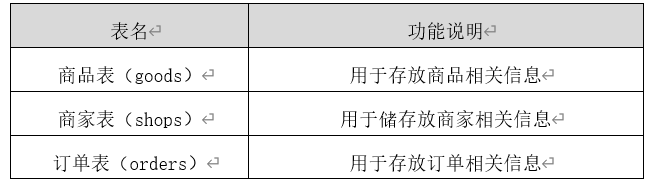 表名 功能说明
商品表（goods） 用于存放商品相关信息
商家表（shops） 用于储存放商家相关信息
订单表（orders） 用于存放订单相关信息